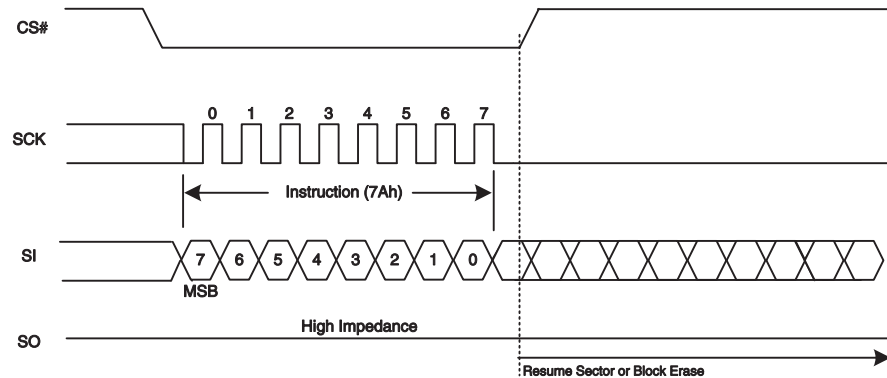 CS#
SCK
0 1 2 3 4 5 6 7
Instruction (7Ah)
SI
7 6 5 4 3 2 1 0
MSB
High Impedance
SO
Resume Sector or Block Erase